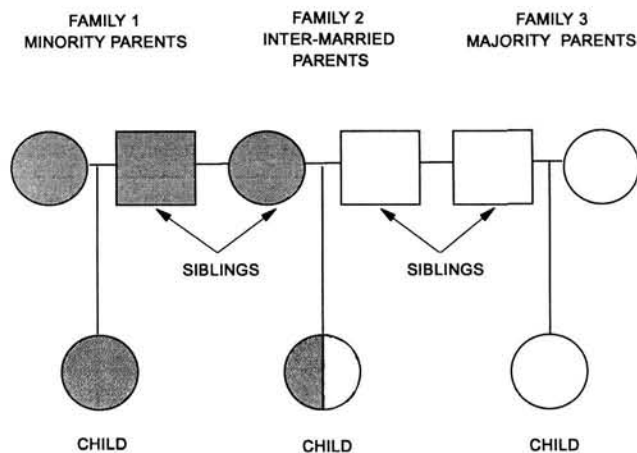 FAMILY 1
MINORITY PARENTS
FAMILY 2
INTER-MARRIED
PARENTS
FAMILY 3
MAJORITY PARENTS
SIBLINGS
SIBLINGS
CHILD
CHILD
CHILD